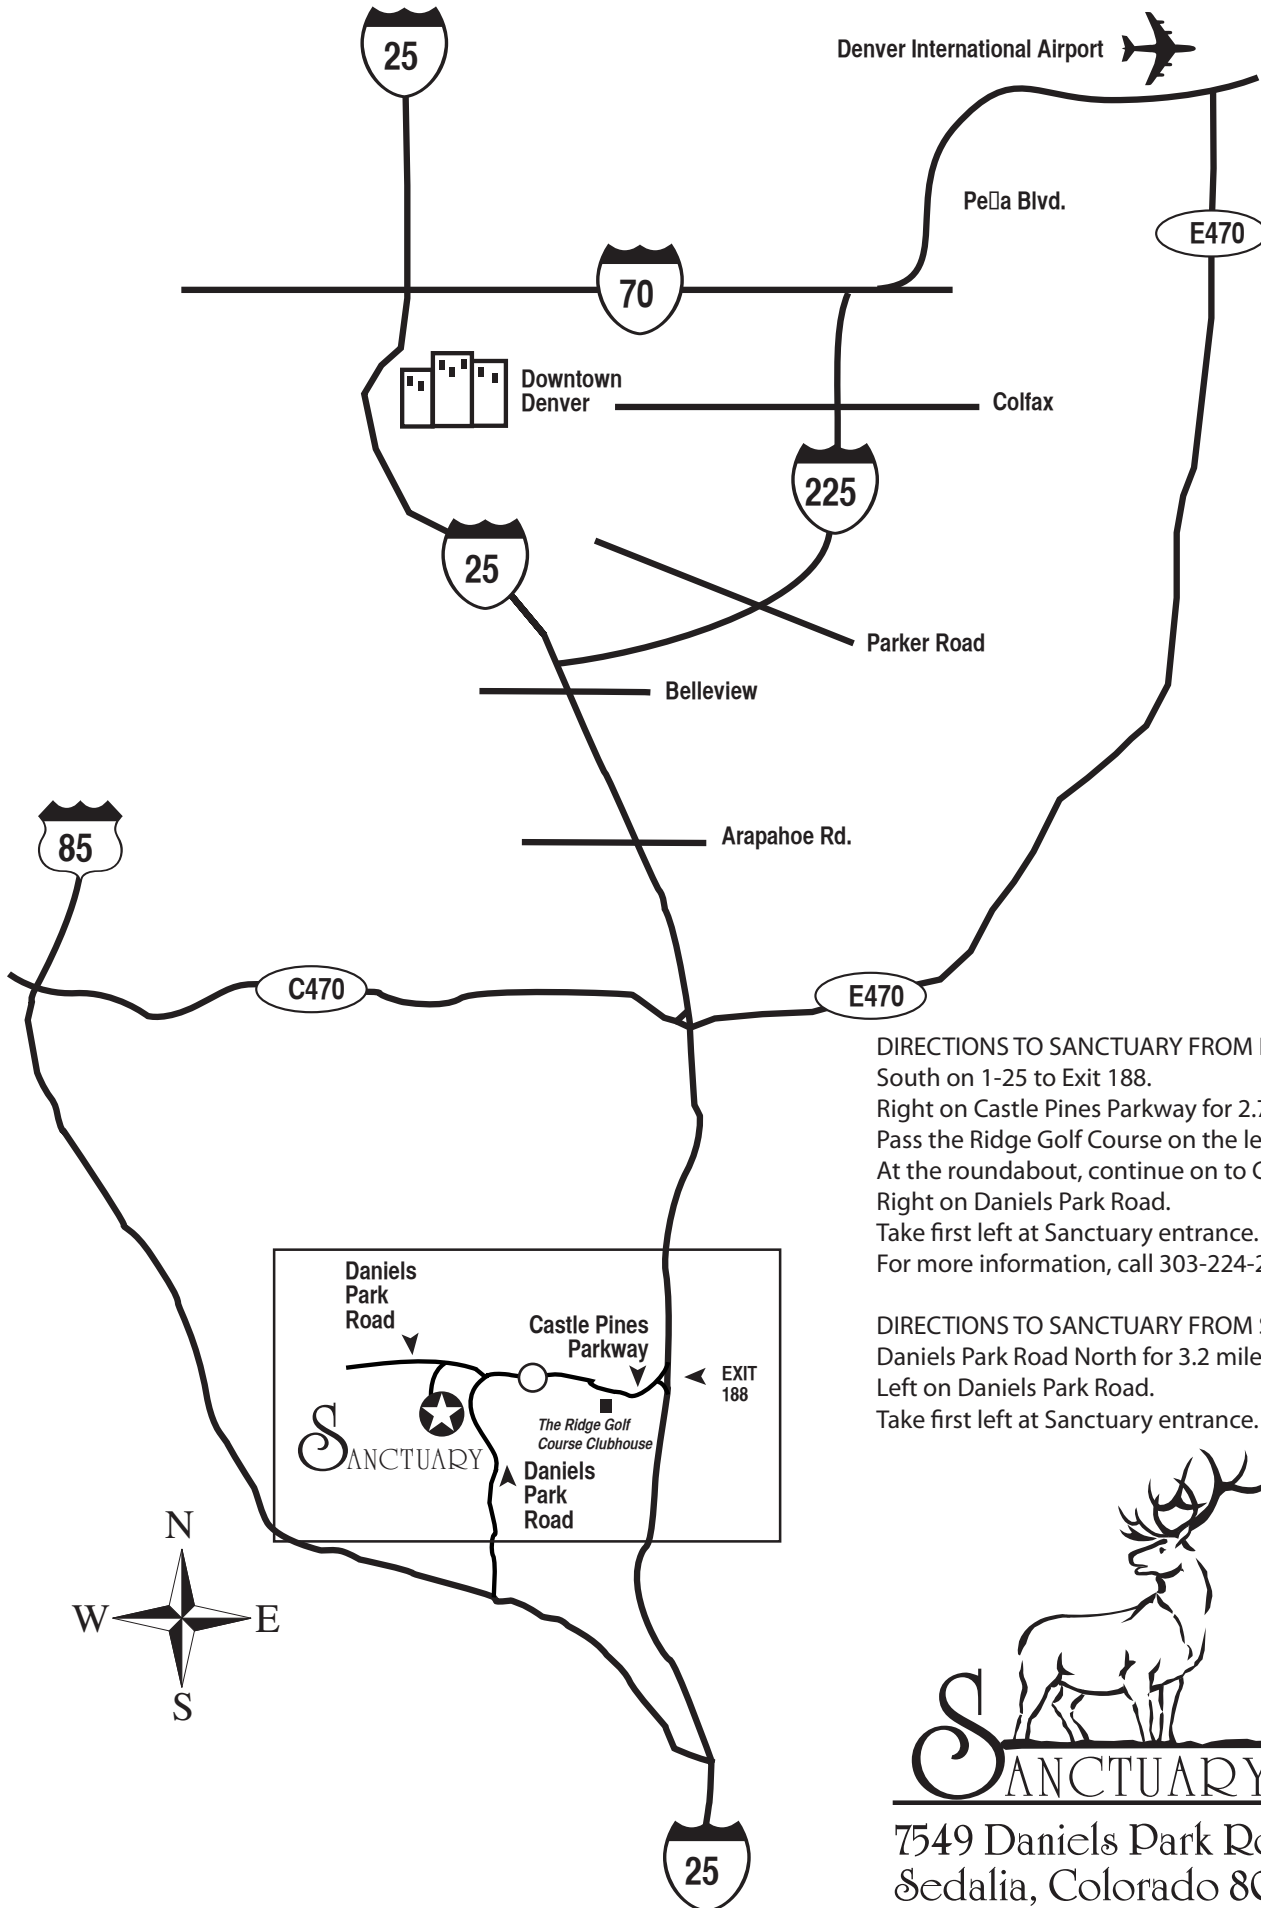 25
Denver International Airport
Pe▯a Blvd.
E470
70
Downtown
Denver
Colfax
225
25
Parker Road
Belleview
85
Arapahoe Rd.
C470
E470
DIRECTIONS TO SANCTUARY FROM
South on 1-25 to Exit 188.
Right on Castle Pines Parkway for 2.7
Pass the Ridge Golf Course on the
At the roundabout, continue on to
Right on Daniels Park Road.
Take first left at Sanctuary entrance.
For more information, call 303-224-
DIRECTIONS TO SANCTUARY FROM
Daniels Park Road North for 3.2
Left on Daniels Park Road.
Take first left at Sanctuary entrance.
Daniels
Park
Road
Castle Pines
Parkway
EXIT
188
The Ridge Golf
Course Clubhouse
SANCTUARY
Daniels
Park
Road
N
W E
S
SANCTUARY
7549 Daniels Park
Sedalia, Colorado
25